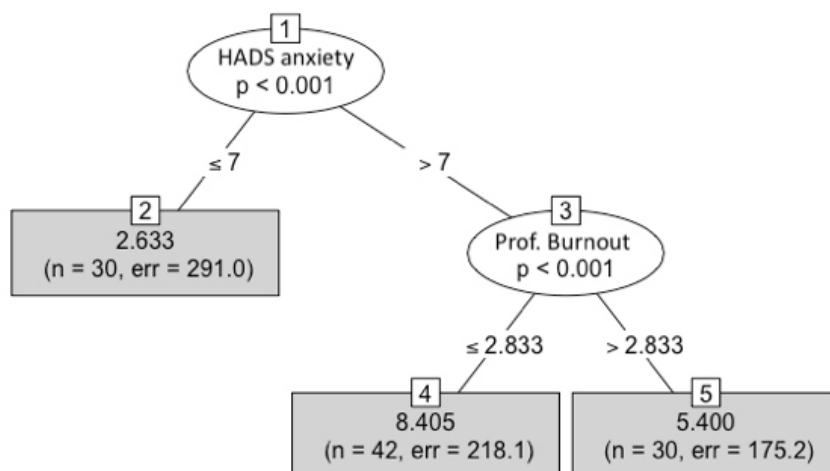 1
HADS anxiety
p < 0.001
≤ 7
> 7
2
2.633
(n = 30, err = 291.0)
3
Prof. Burnout
p < 0.001
≤ 2.833
> 2.833
4
8.405
(n = 42, err = 218.1)
5
5.400
(n = 30, err = 175.2)